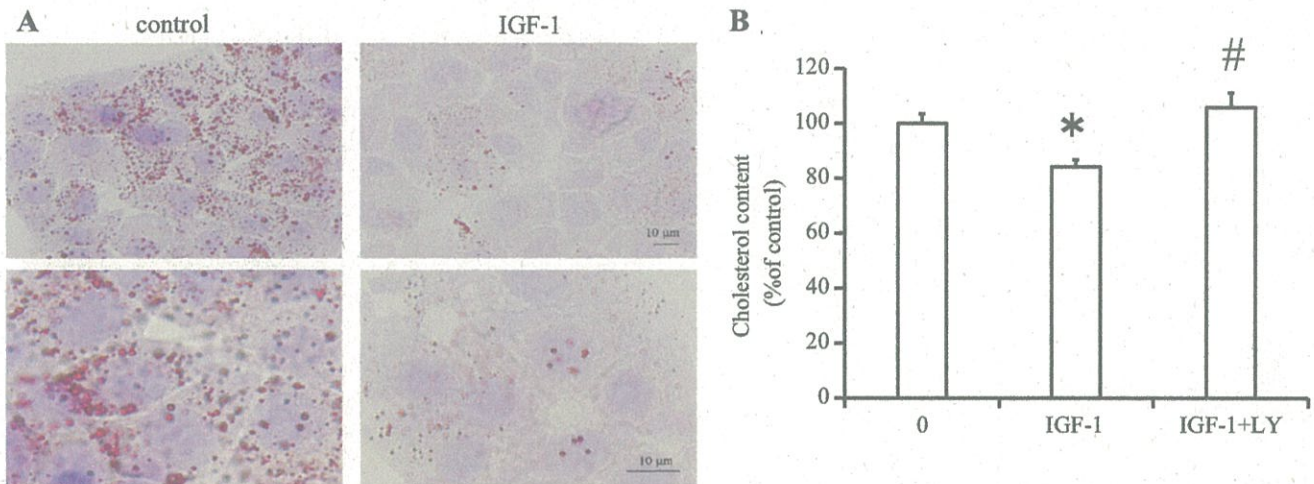 A
control
IGF-1
10 μm
10 μm
B
Cholesterol content
(%of control)
120
100
80
60
40
20
0
*
#
0
IGF-1
IGF-1+LY